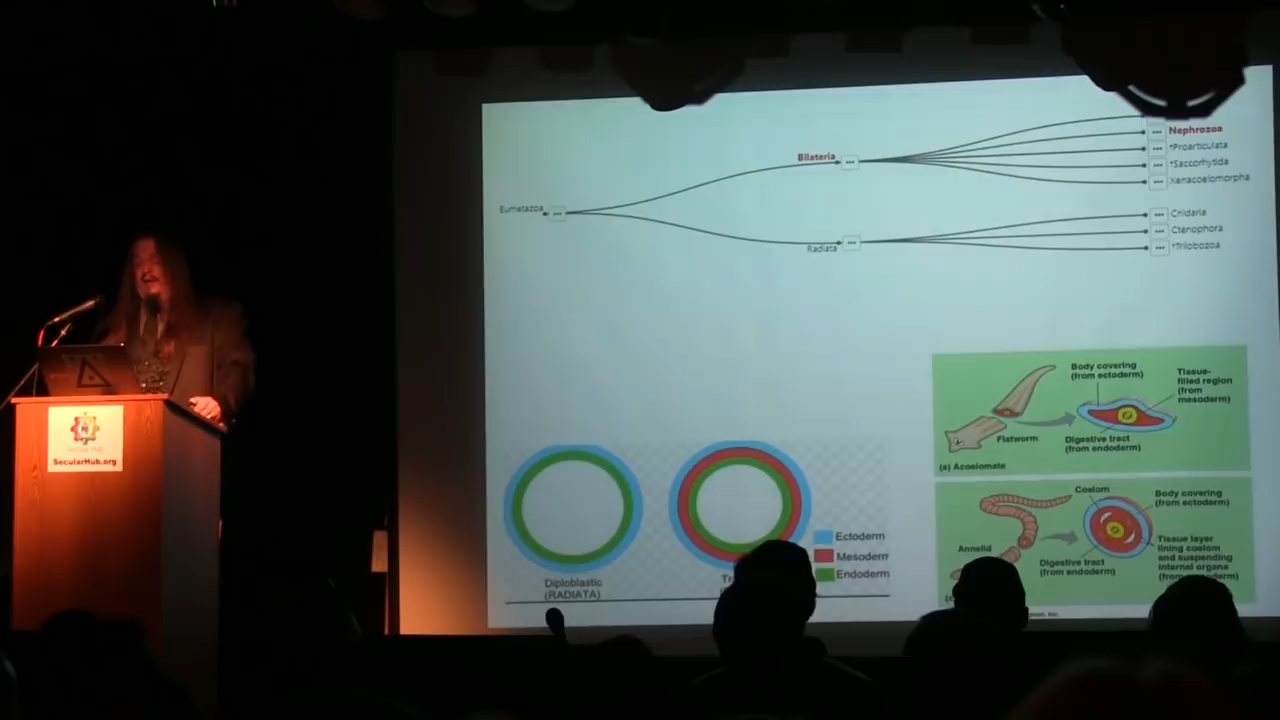 Nephrozoa
Bilateria
†Proarticulata
†Saccorhytida
Xenacoelomorpha
Eumetazoa
Cnidaria
Ctenophora
Radiata
†Trilobozoa
Body covering
(from ectoderm)
Tissue-
filled region
(from
mesoderm)
Flatworm
Digestive tract
(from endoderm)
(a) Acoelomate
Coelom
Body covering
(from ectoderm)
Annelid
Digestive tract
(from endoderm)
Tissue layer
lining coelom
and suspending
internal organs
Ectoderm
Mesoderm
Endoderm
Diploblastic
(RADIATA)
SecularHub.org